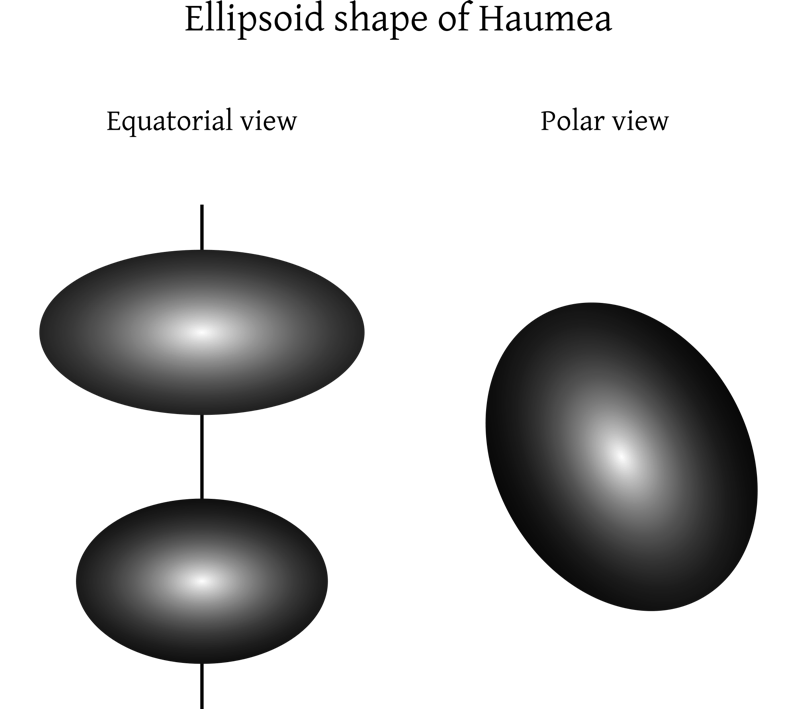 Ellipsoid shape of Haumea
Equatorial view
Polar view